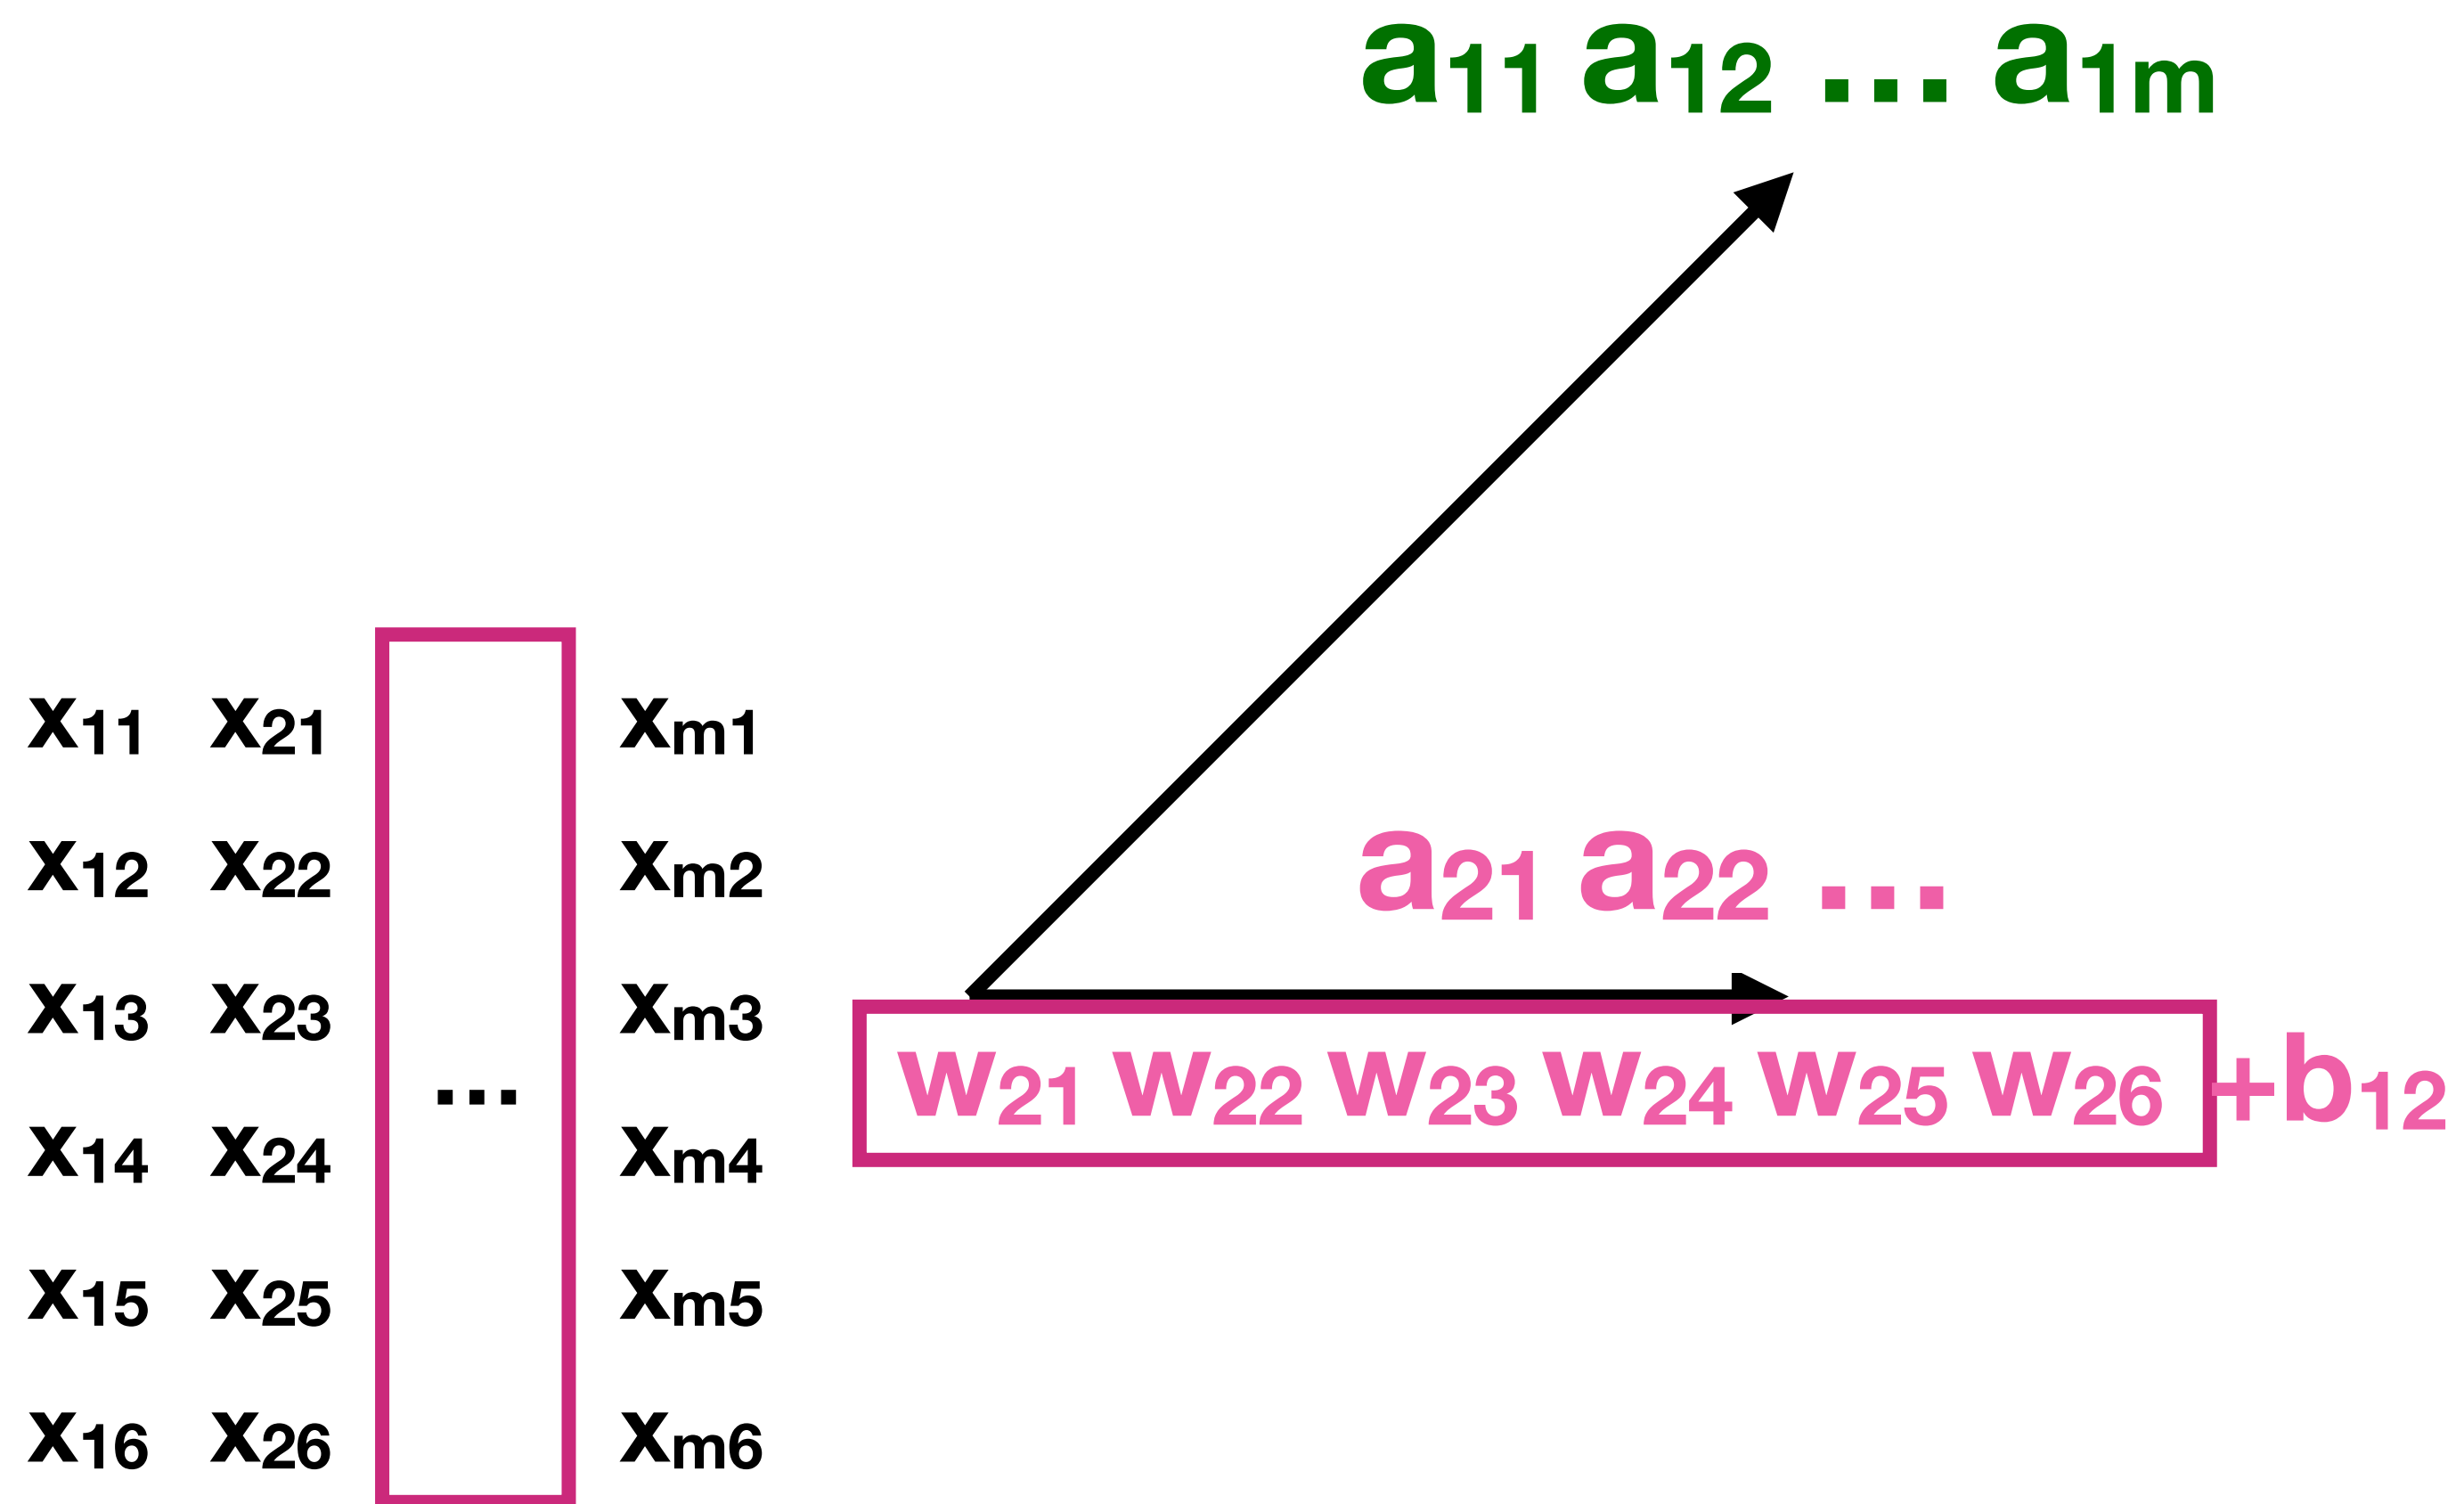 a11 a12 ... a1m
x11 x21 xm1
x12 x22 xm2
a21 a22 ...
x13 x23 xm3
...
w21 w22 w23 w24 w25 w26 +b12
x14 x24 xm4
x15 x25 xm5
x16 x26 xm6